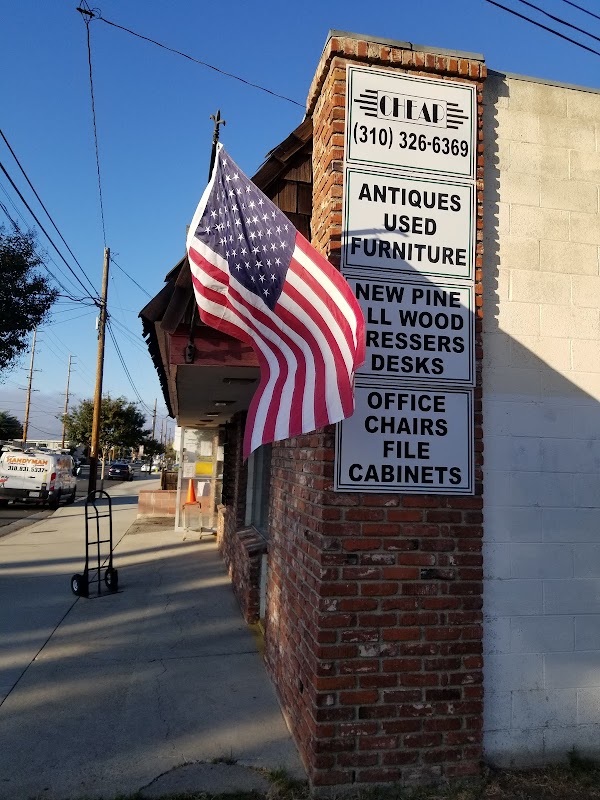 CHEAP
(310) 326-6369
ANTIQUES
USED
FURNITURE
NEW PINE
LL WOOD
RESSERS
DESKS
OFFICE
CHAIRS
FILE
CABINETS
HANDYMAN